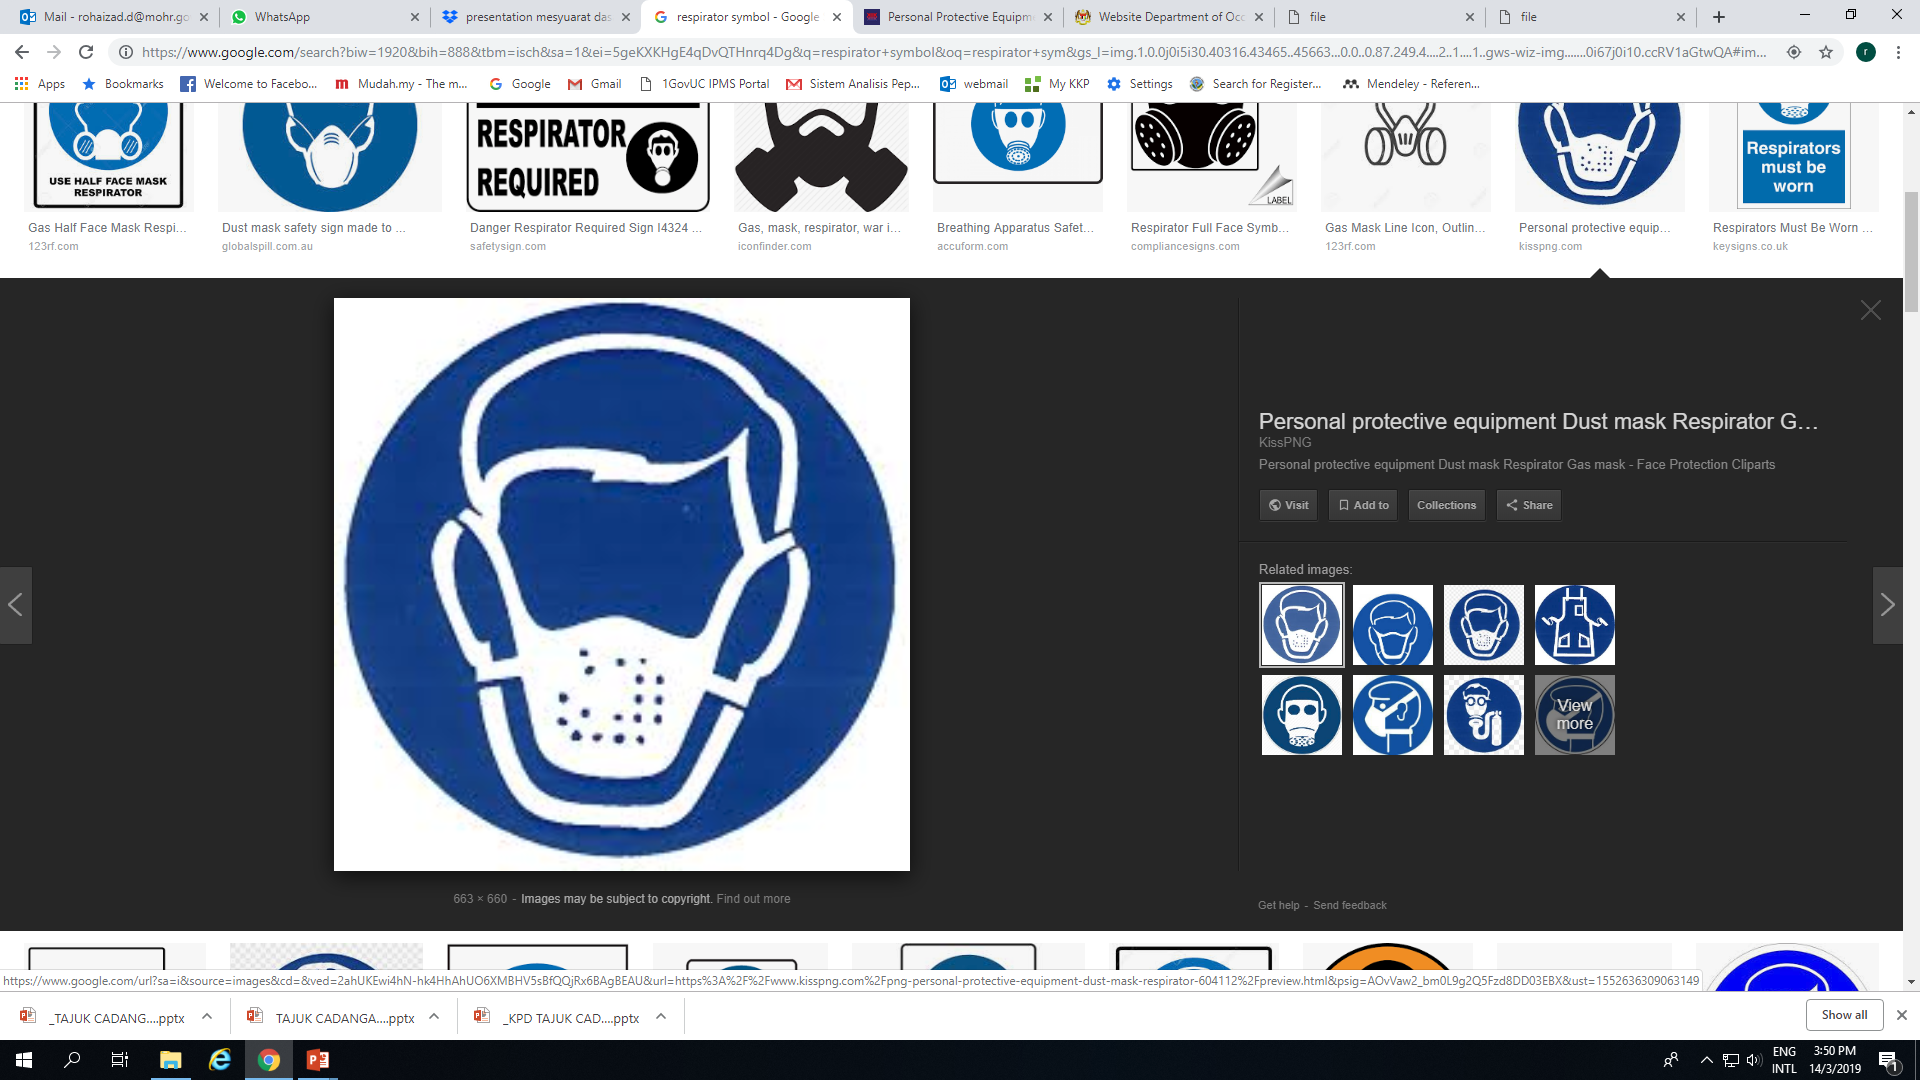 Mail - rohaizad.d@mohr.go
WhatsApp
presentation mesyuarat das
respirator symbol - Google
Personal Protective Equipm
Website Department of Occ
file
file
https://www.google.com/search?biw=1920&bih=888&tbm=isch&sa=1&ei=5geKXKHgE4qDvQTHnrq4Dg&q=respirator+symbol&oq=respirator+sym&gs_l=img.1.0.0j0i5i30.40316.43465..45663...0.0..0.87.249.4....2..1....1..gws-wiz-img.......0i67j0i10.ccRV1aGtwQA#im...
r
Apps
Bookmarks
Welcome to Facebo...
Mudah.my - The m...
Google
Gmail
1GovUC IPMS Portal
Sistem Analisis Pep...
webmail
My KKP
Settings
Search for Register...
Mendeley - Referen...
USE HALF FACE MASK
RESPIRATOR
RESPIRATOR
REQUIRED
LABEL
Respirators
must be
worn
Gas Half Face Mask Respi...
123rf.com
Dust mask safety sign made to ...
globalspill.com.au
Danger Respirator Required Sign I4324 ...
safetysign.com
Gas, mask, respirator, war i...
iconfinder.com
Breathing Apparatus Safet...
accuform.com
Respirator Full Face Symb...
compliancesigns.com
Gas Mask Line Icon, Outlin...
123rf.com
Personal protective equip...
kisspng.com
Respirators Must Be Worn ...
keysigns.co.uk
Personal protective equipment Dust mask Respirator G...
KissPNG
Personal protective equipment Dust mask Respirator Gas mask - Face Protection Cliparts
Visit
Add to
Collections
Share
Related images:
View
more
663 × 660 - Images may be subject to copyright. Find out more
Get help - Send feedback
https://www.google.com/url?sa=i&source=images&cd=&ved=2ahUKEwi4hN-hk4HhAhUO6XMBHV5sBfQQjRx6BAgBEAU&url=https%3A%2F%2Fwww.kisspng.com%2Fpng-personal-protective-equipment-dust-mask-respirator-604112%2Fpreview.html&psig=AOvVaw2_bm0L9g2Q5Fzd8DD03EBX&ust=1552636309063149
_TAJUK CADANG....pptx
TAJUK CADANGA....pptx
_KPD TAJUK CAD....pptx
Show all
ENG
INTL
3:50 PM
14/3/2019
1